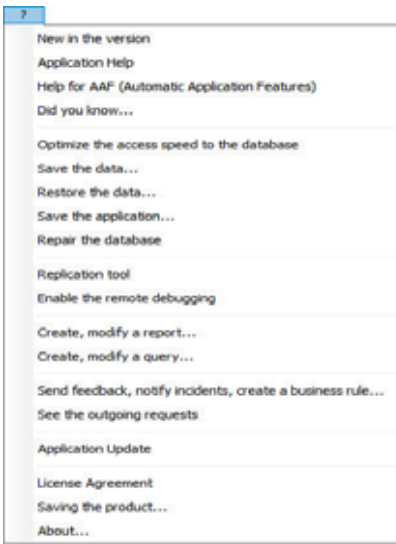 ?
New in the version
Application Help
Help for AAF (Automatic Application Features)
Did you know...
Optimize the access speed to the database
Save the data...
Restore the data...
Save the application...
Repair the database
Replication tool
Enable the remote debugging
Create, modify a report...
Create, modify a query...
Send feedback, notify incidents, create a business rule...
See the outgoing requests
Application Update
License Agreement
Saving the product...
About...